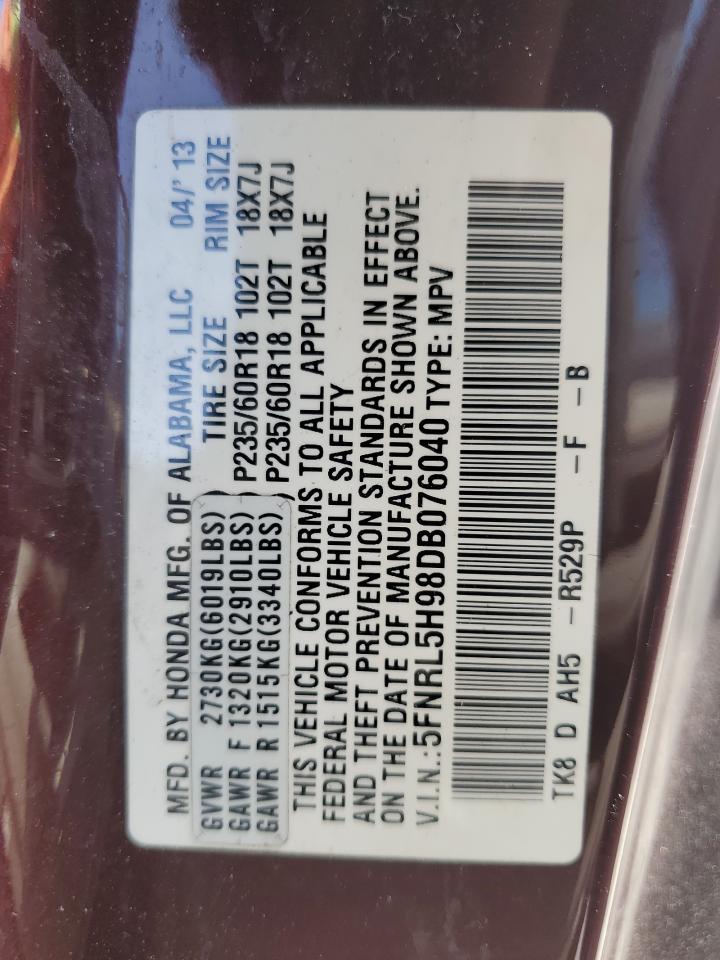 MFD. BY HONDA MFG. OF ALABAMA, LLC 04/'13
GVWR 2730KG(6019LBS) TIRE SIZE RIM SIZE
GAWR F 1320KG(2910LBS) P235/60R18 102T 18X7J
GAWR R 1515KG(3340LBS) P235/60R18 102T 18X7J
THIS VEHICLE CONFORMS TO ALL APPLICABLE
FEDERAL MOTOR VEHICLE SAFETY
AND THEFT PREVENTION STANDARDS IN EFFECT
ON THE DATE OF MANUFACTURE SHOWN ABOVE.
V.I.N.:5FNRL5H98DB076040 TYPE: MPV
TK8 D AH5 -R529P -F -B